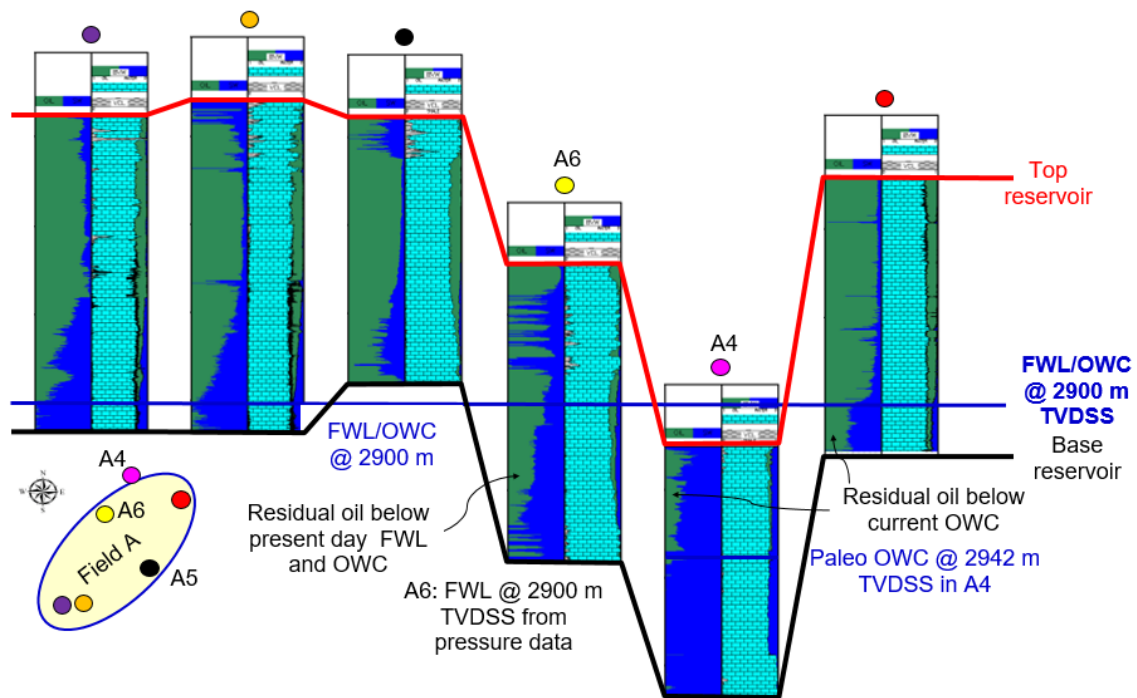 A6
Top
reservoir
A4
FWL/OWC
@ 2900 m
TVDSS
Base
reservoir
FWL/OWC
@ 2900 m
A4
N
W
E
S
A6
Field A
A5
Residual oil below
present day FWL
and OWC
A6: FWL @ 2900 m
TVDSS from
pressure data
Residual oil below
current OWC
Paleo OWC @ 2942 m
TVDSS in A4
OIL
VCL